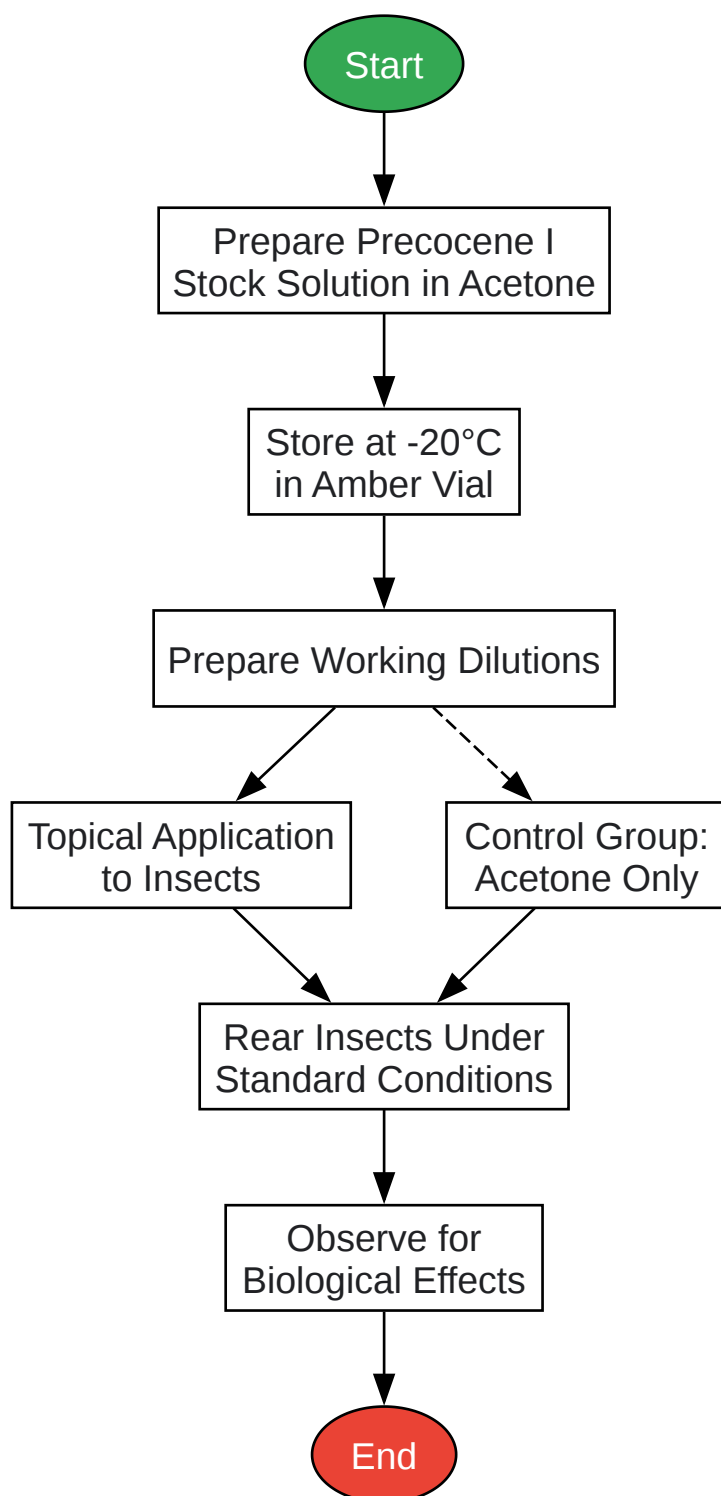 Start
Prepare Precocene I
Stock Solution in Acetone
Store at -20°C
in Amber Vial
Prepare Working Dilutions
Topical Application
to Insects
Control Group:
Acetone Only
Rear Insects Under
Standard Conditions
Observe for
Biological Effects
End